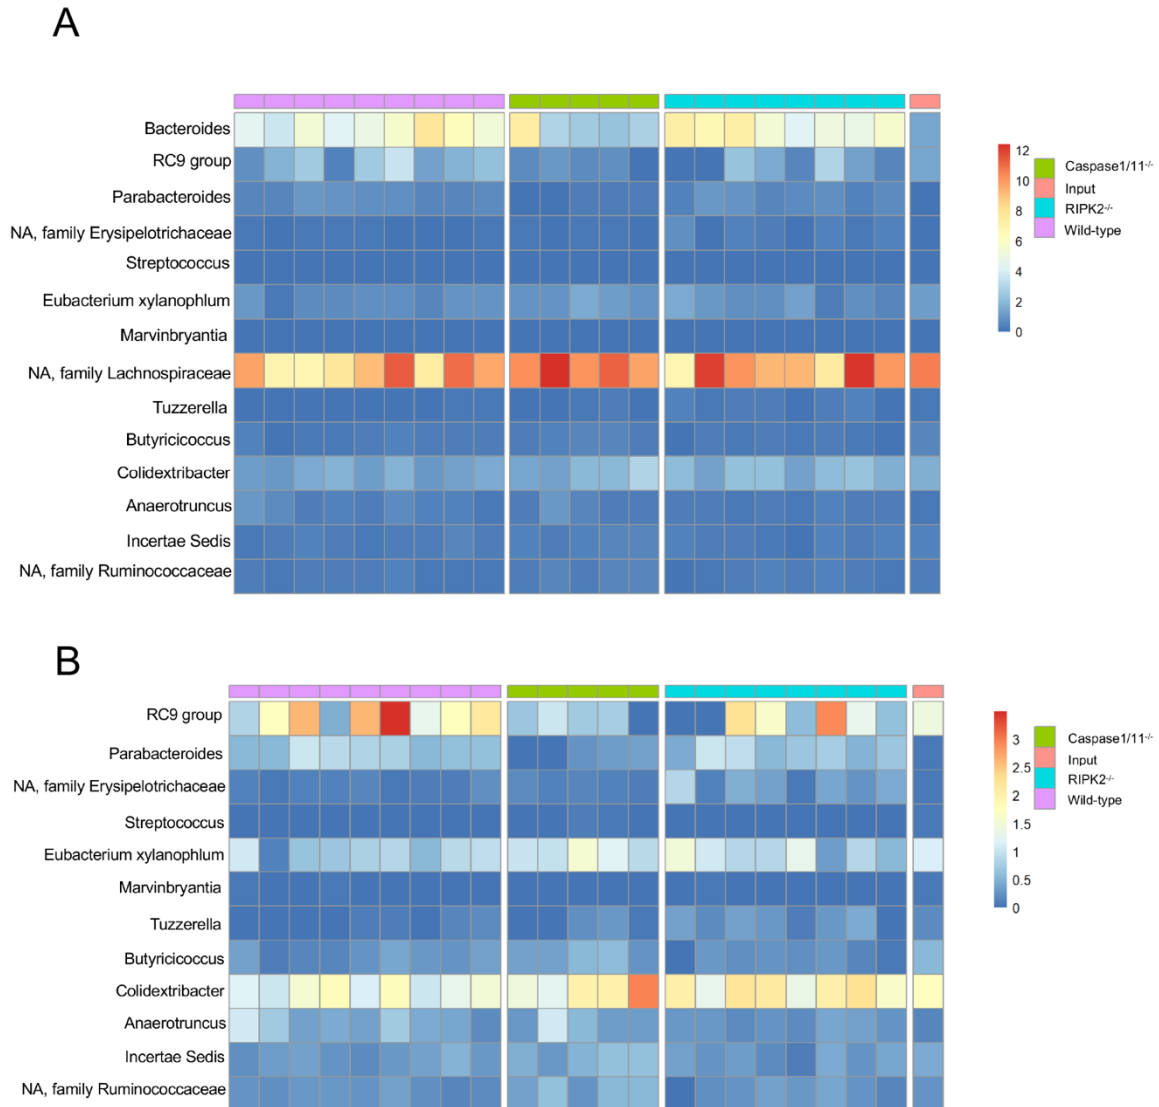 A
Bacteroides
RC9 group
Parabacteroides
NA, family Erysipelotrichaceae
Streptococcus
Eubacterium xylanophlum
Marvinbryantia
NA, family Lachnospiraceae
Tuzzerella
Butyricicoccus
Colidextribacter
Anaerotruncus
Incertae Sedis
NA, family Ruminococcaceae
12
10
8
6
4
2
0
Caspase1/11-/-
Input
RIPK2-/-
Wild-type
B
RC9 group
Parabacteroides
NA, family Erysipelotrichaceae
Streptococcus
Eubacterium xylanophlum
Marvinbryantia
Tuzzerella
Butyricicoccus
Colidextribacter
Anaerotruncus
Incertae Sedis
NA, family Ruminococcaceae
3
2.5
2
1.5
1
0.5
0
Caspase1/11-/-
Input
RIPK2-/-
Wild-type